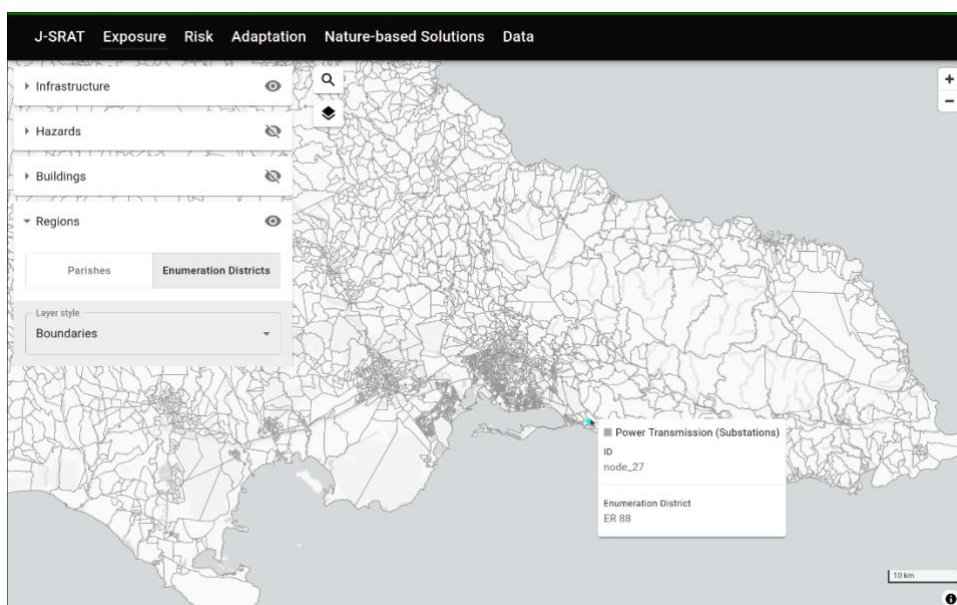 J-SRAT Exposure Risk Adaptation Nature-based Solutions Data
Infrastructure
Hazards
Buildings
Regions
Parishes Enumeration Districts
Layer style
Boundaries
+
−
Power Transmission (Substations)
ID
node_27
Enumeration District
ER 88
10 km